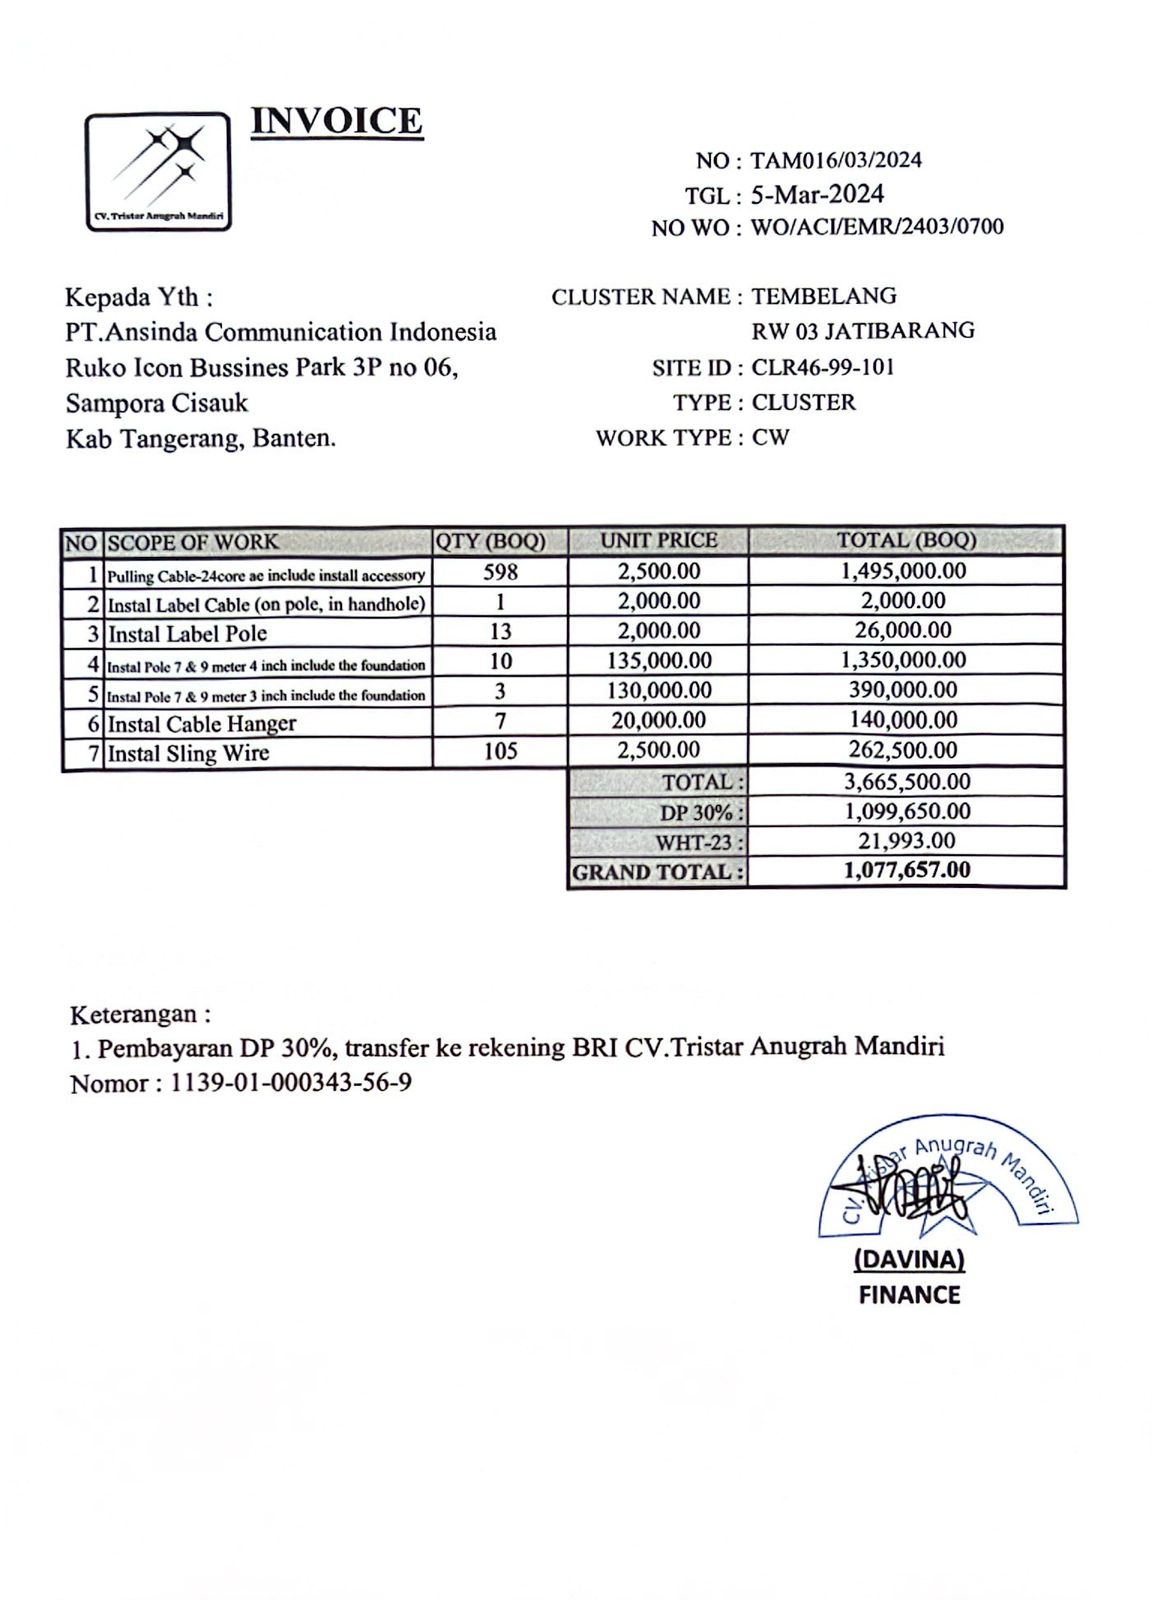 INVOICE
CV. Tristar Anugrah Mandiri
NO : TAM016/03/2024
TGL : 5-Mar-2024
NO WO : WO/ACI/EMR/2403/0700
Kepada Yth :
PT.Ansinda Communication Indonesia
Ruko Icon Bussines Park 3P no 06,
Sampora Cisauk
Kab Tangerang, Banten.
CLUSTER NAME : TEMBELANG
RW 03 JATIBARANG
SITE ID : CLR46-99-101
TYPE : CLUSTER
WORK TYPE : CW
NO SCOPE OF WORK QTY (BOQ) UNIT PRICE TOTAL (BOQ)
1 Pulling Cable-24core ae include install accessory 598 2,500.00 1,495,000.00
2 Instal Label Cable (on pole, in handhole) 1 2,000.00 2,000.00
3 Instal Label Pole 13 2,000.00 26,000.00
4 Instal Pole 7 & 9 meter 4 inch include the foundation 10 135,000.00 1,350,000.00
5 Instal Pole 7 & 9 meter 3 inch include the foundation 3 130,000.00 390,000.00
6 Instal Cable Hanger 7 20,000.00 140,000.00
7 Instal Sling Wire 105 2,500.00 262,500.00
TOTAL : 3,665,500.00
DP 30% : 1,099,650.00
WHT-23 : 21,993.00
GRAND TOTAL : 1,077,657.00
Keterangan :
1. Pembayaran DP 30%, transfer ke rekening BRI CV.Tristar Anugrah Mandiri
Nomor : 1139-01-000343-56-9
CV. Tristar Anugrah Mandiri
(DAVINA)
FINANCE